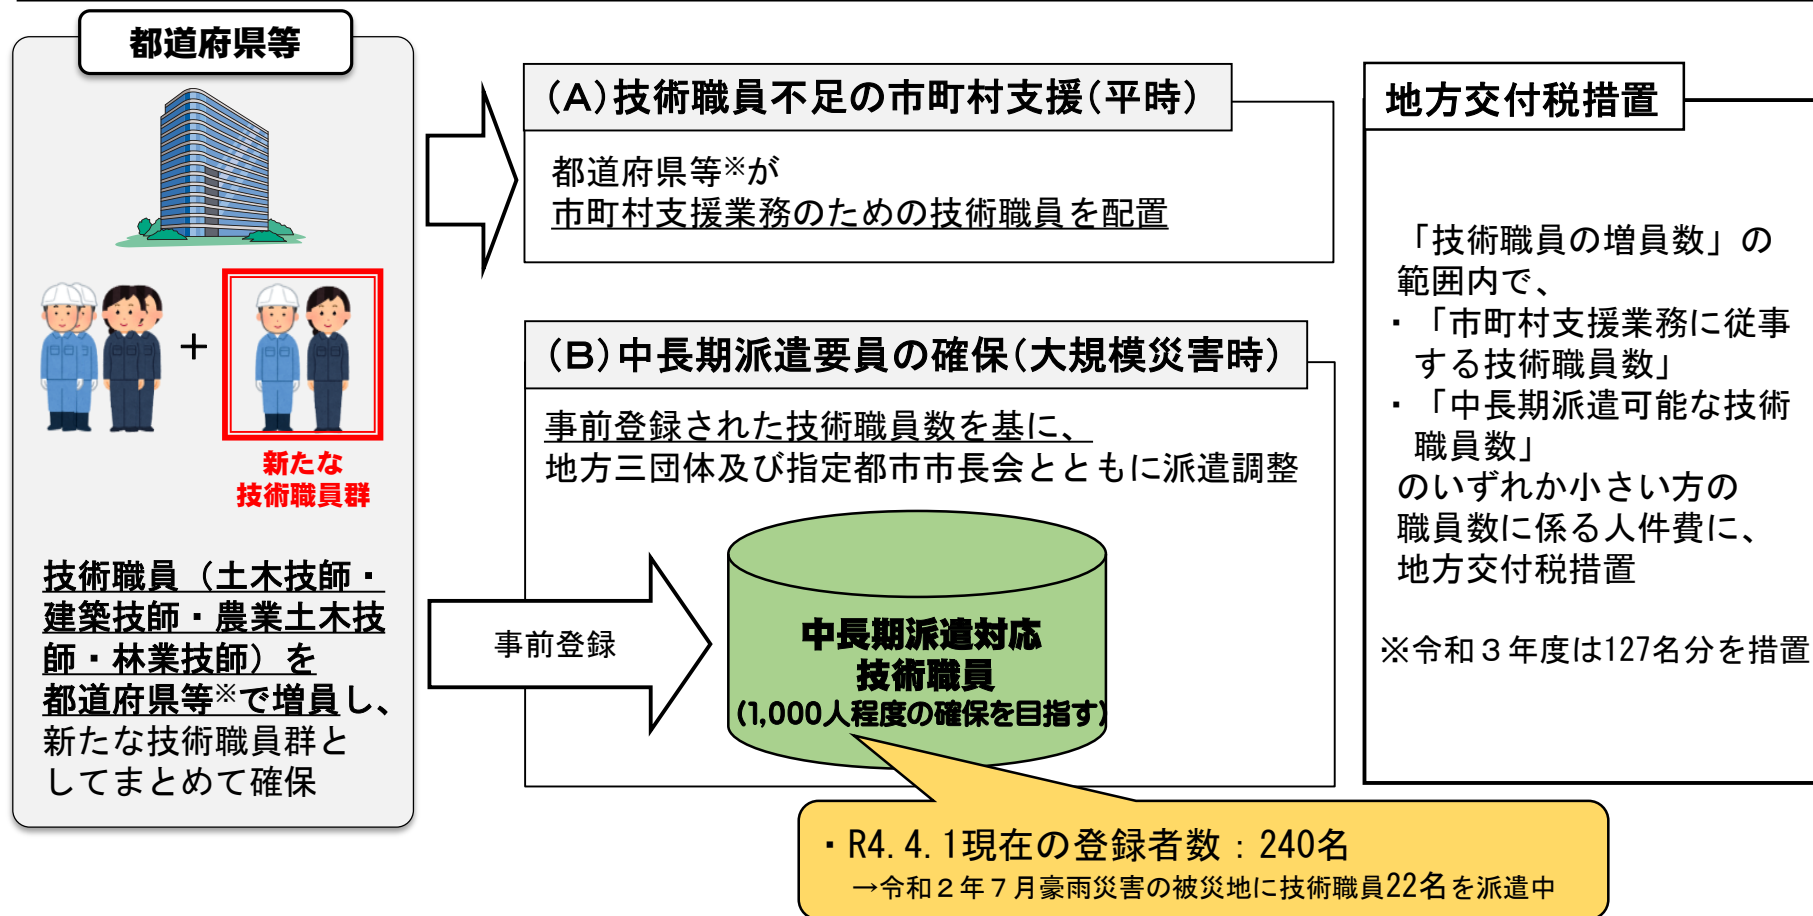 都道府県等
+
新たな
技術職員群
技術職員（土木技師・
建築技師・農業土木技
師・林業技師）を
都道府県等※で増員し、
新たな技術職員群と
してまとめて確保
(A)技術職員不足の市町村支援(平時)
都道府県等※が
市町村支援業務のための技術職員を配置
(B)中長期派遣要員の確保(大規模災害時)
事前登録された技術職員数を基に、
地方三団体及び指定都市市長会とともに派遣調整
事前登録
中長期派遣対応
技術職員
(1,000人程度の確保を目指す)
・R4.4.1現在の登録者数：240名
→令和２年７月豪雨災害の被災地に技術職員22名を派遣中
地方交付税措置
「技術職員の増員数」の
範囲内で、
・「市町村支援業務に従事
する技術職員数」
・「中長期派遣可能な技術
職員数」
のいずれか小さい方の
職員数に係る人件費に、
地方交付税措置
※令和３年度は127名分を措置